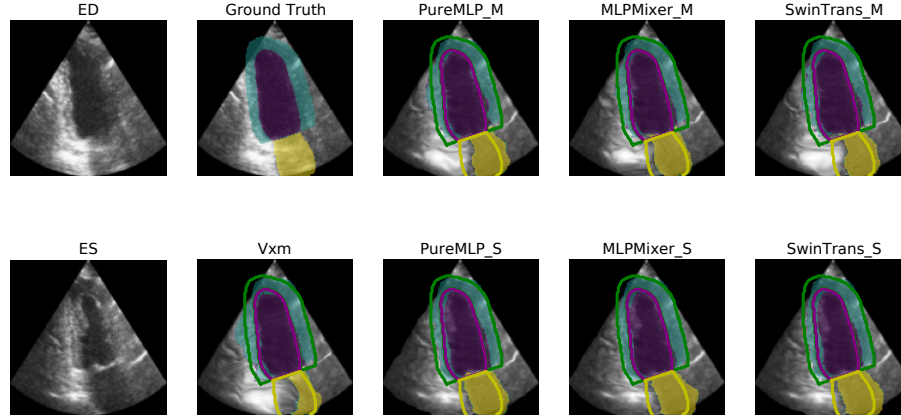 ED Ground Truth PureMLP_M MLPMixer_M SwinTrans_M
ES Vxm PureMLP_S MLPMixer_S SwinTrans_S